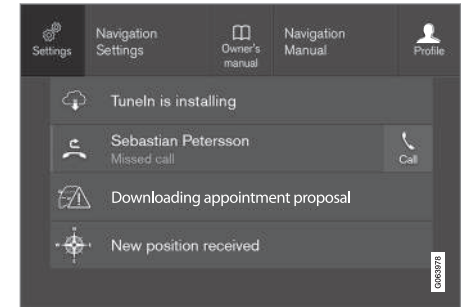 Settings
Navigation Settings
Owner's manual
Navigation Manual
Profile
TuneIn is installing
Sebastian Petersson
Missed call
Call
Downloading appointment proposal
New position received
G063978